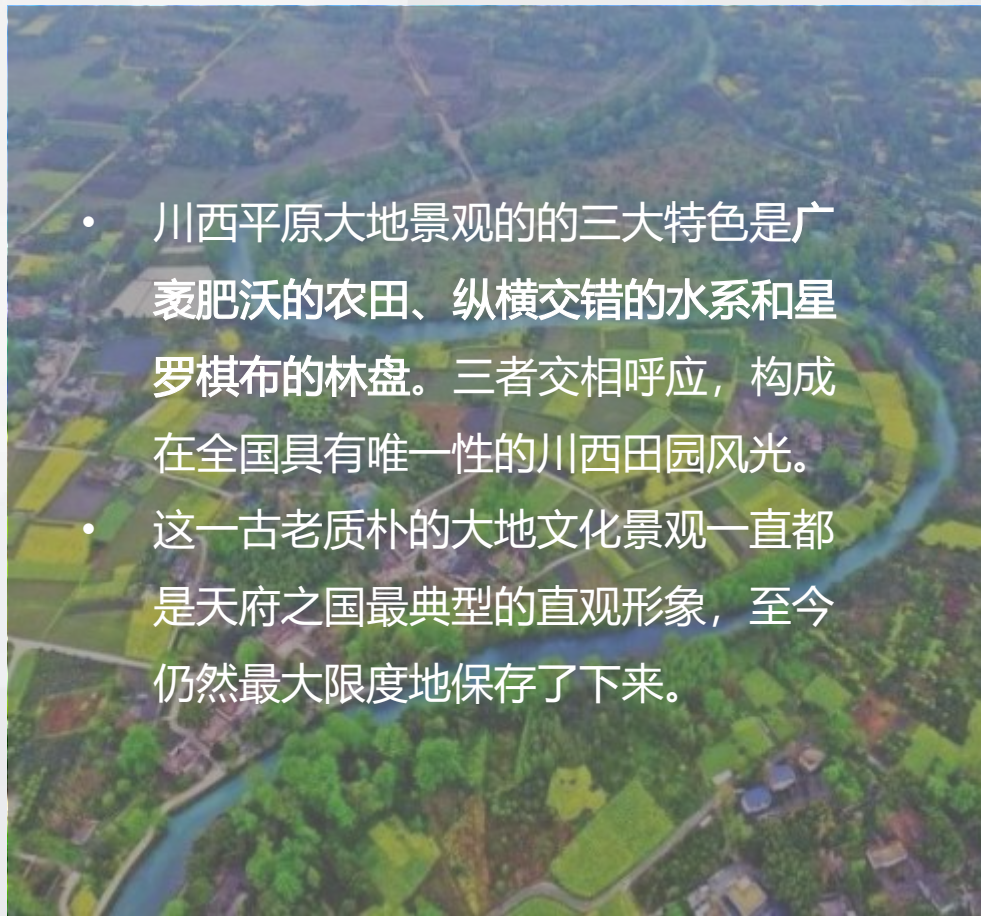 • 川西平原大地景观的的三大特色是广
袤肥沃的农田、纵横交错的水系和星
罗棋布的林盘。三者交相呼应，构成
在全国具有唯一性的川西田园风光。
• 这一古老质朴的大地文化景观一直都
是天府之国最典型的直观形象，至今
仍然最大限度地保存了下来。